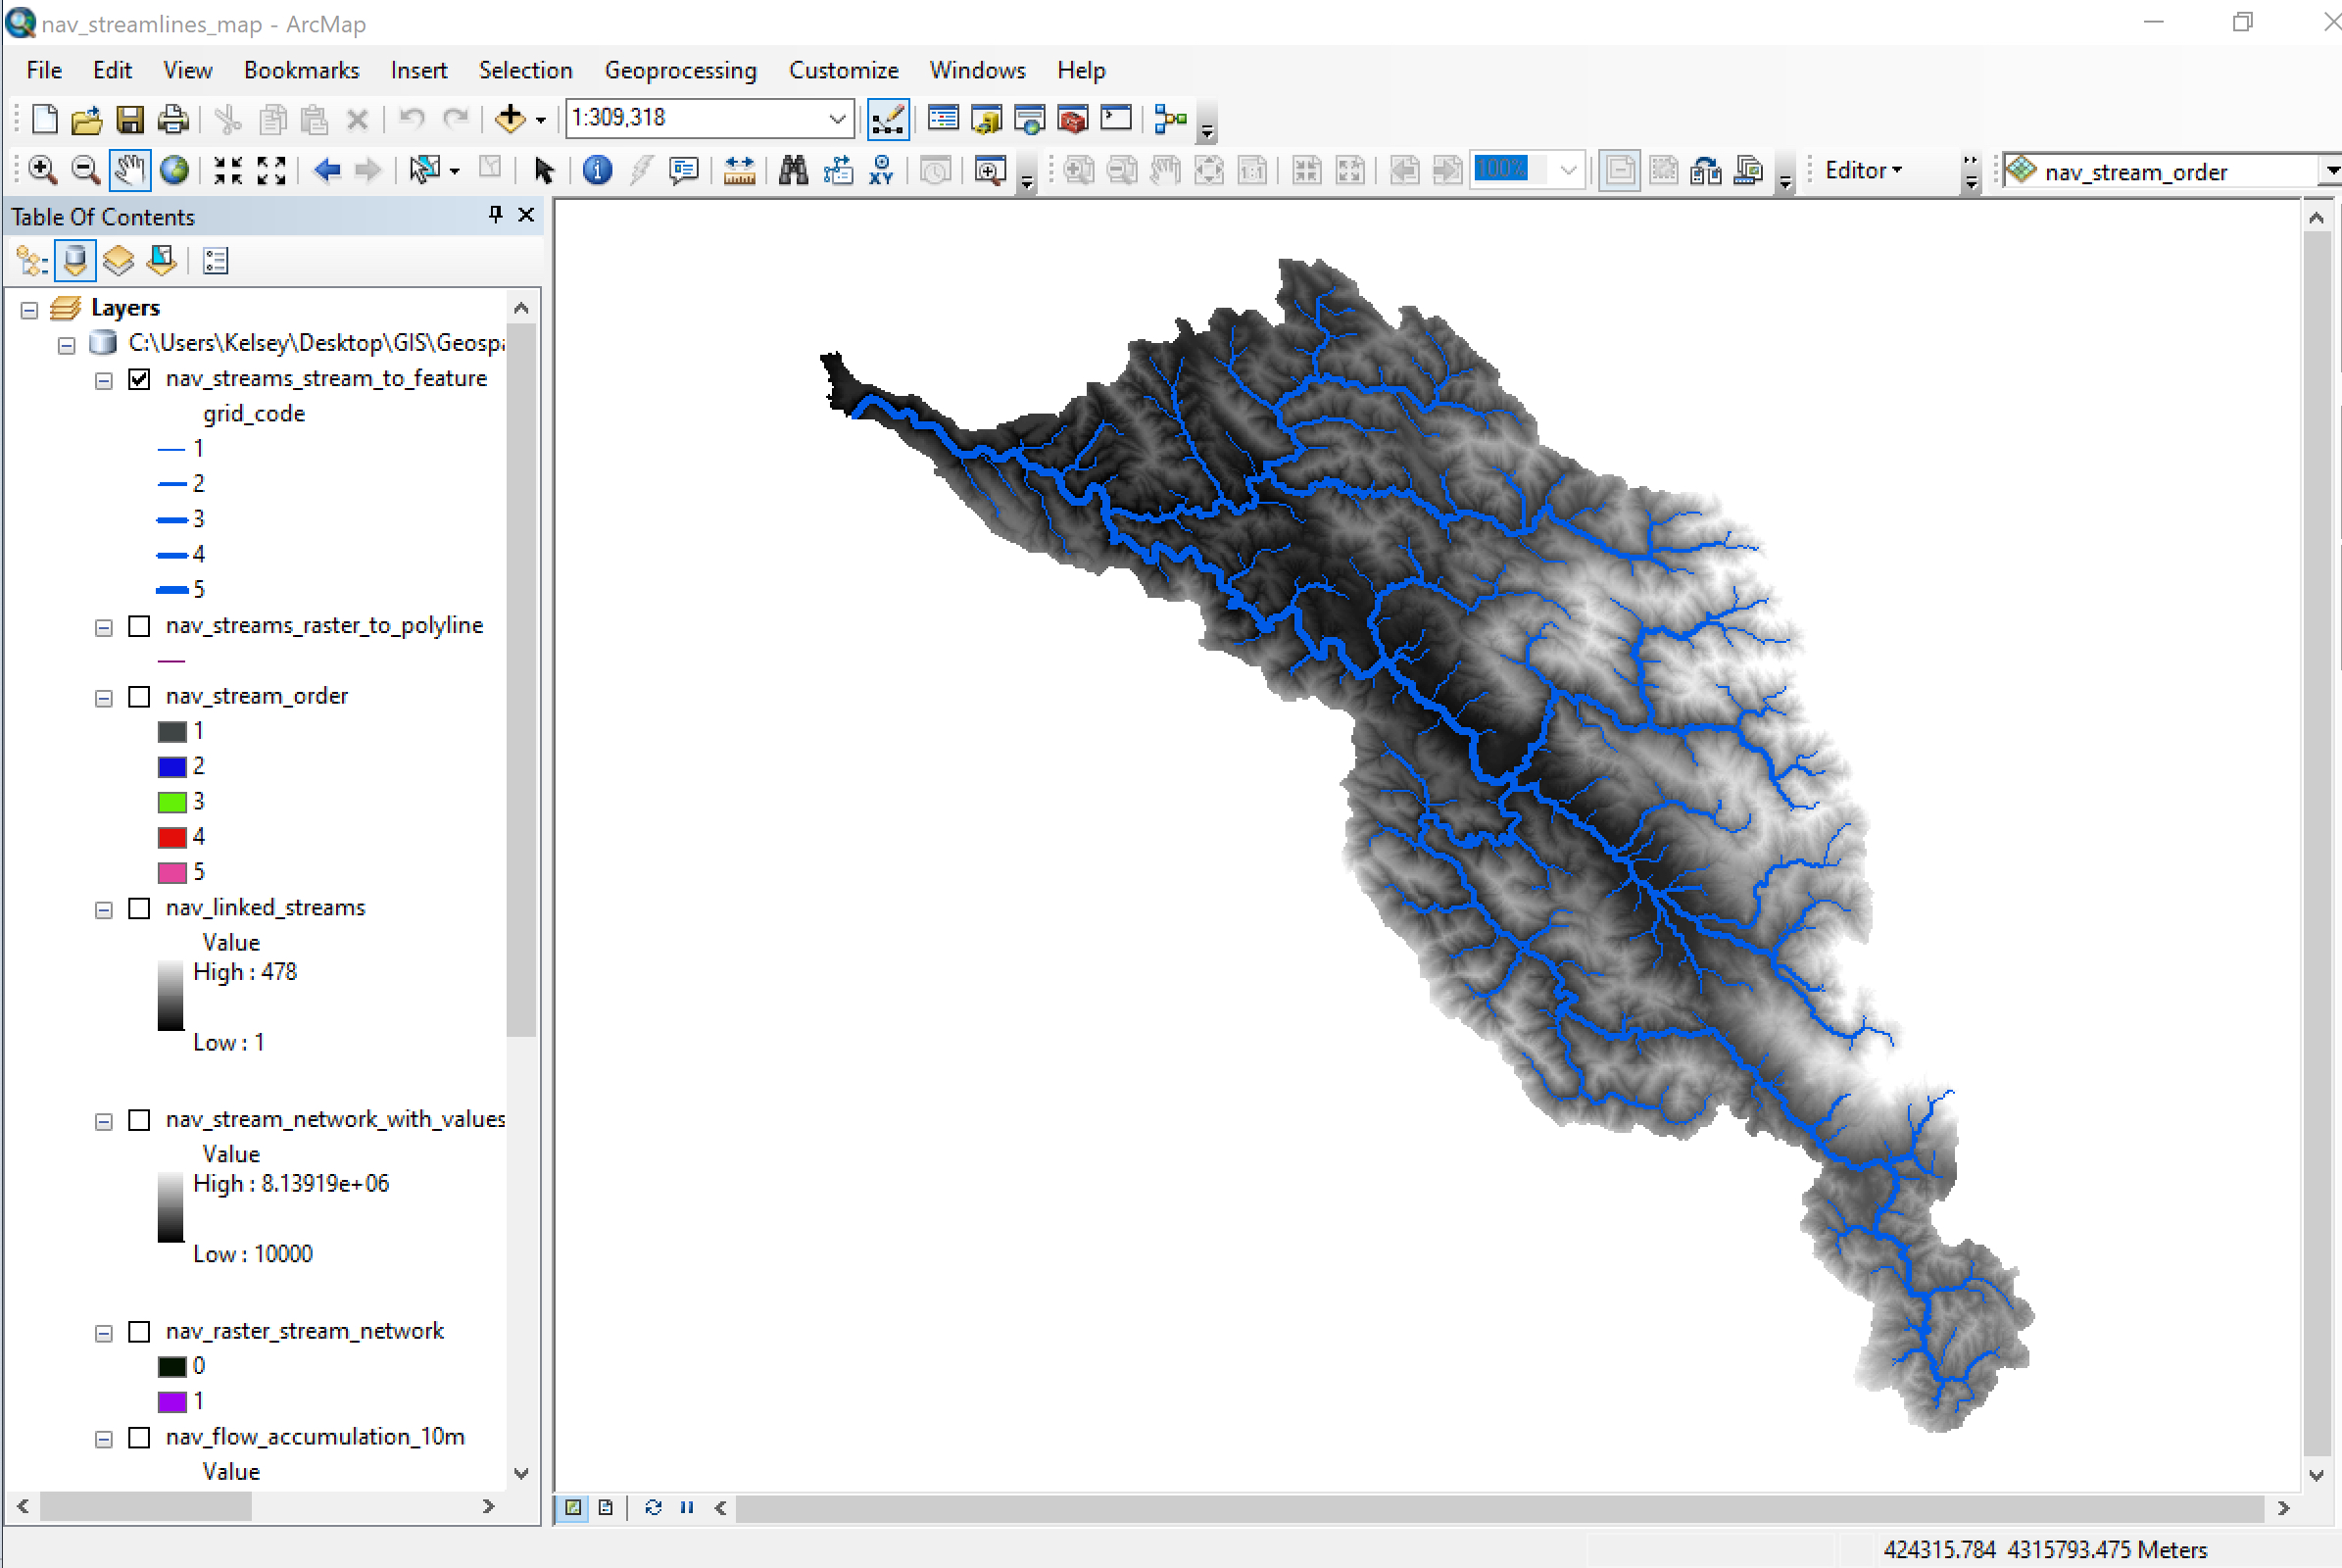 nav_streamlines_map - ArcMap
File Edit View Bookmarks Insert Selection Geoprocessing Customize Windows Help
1:309,318
XY 1:1 100% Editor nav_stream_order
Table Of Contents
Layers
C:\Users\Kelsey\Desktop\GIS\Geospa
nav_streams_stream_to_feature
grid_code
1
2
3
4
5
nav_streams_raster_to_polyline
nav_stream_order
1
2
3
4
5
nav_linked_streams
Value
High : 478
Low : 1
nav_stream_network_with_values
Value
High : 8.13919e+06
Low : 10000
nav_raster_stream_network
0
1
nav_flow_accumulation_10m
Value
424315.784 4315793.475 Meters